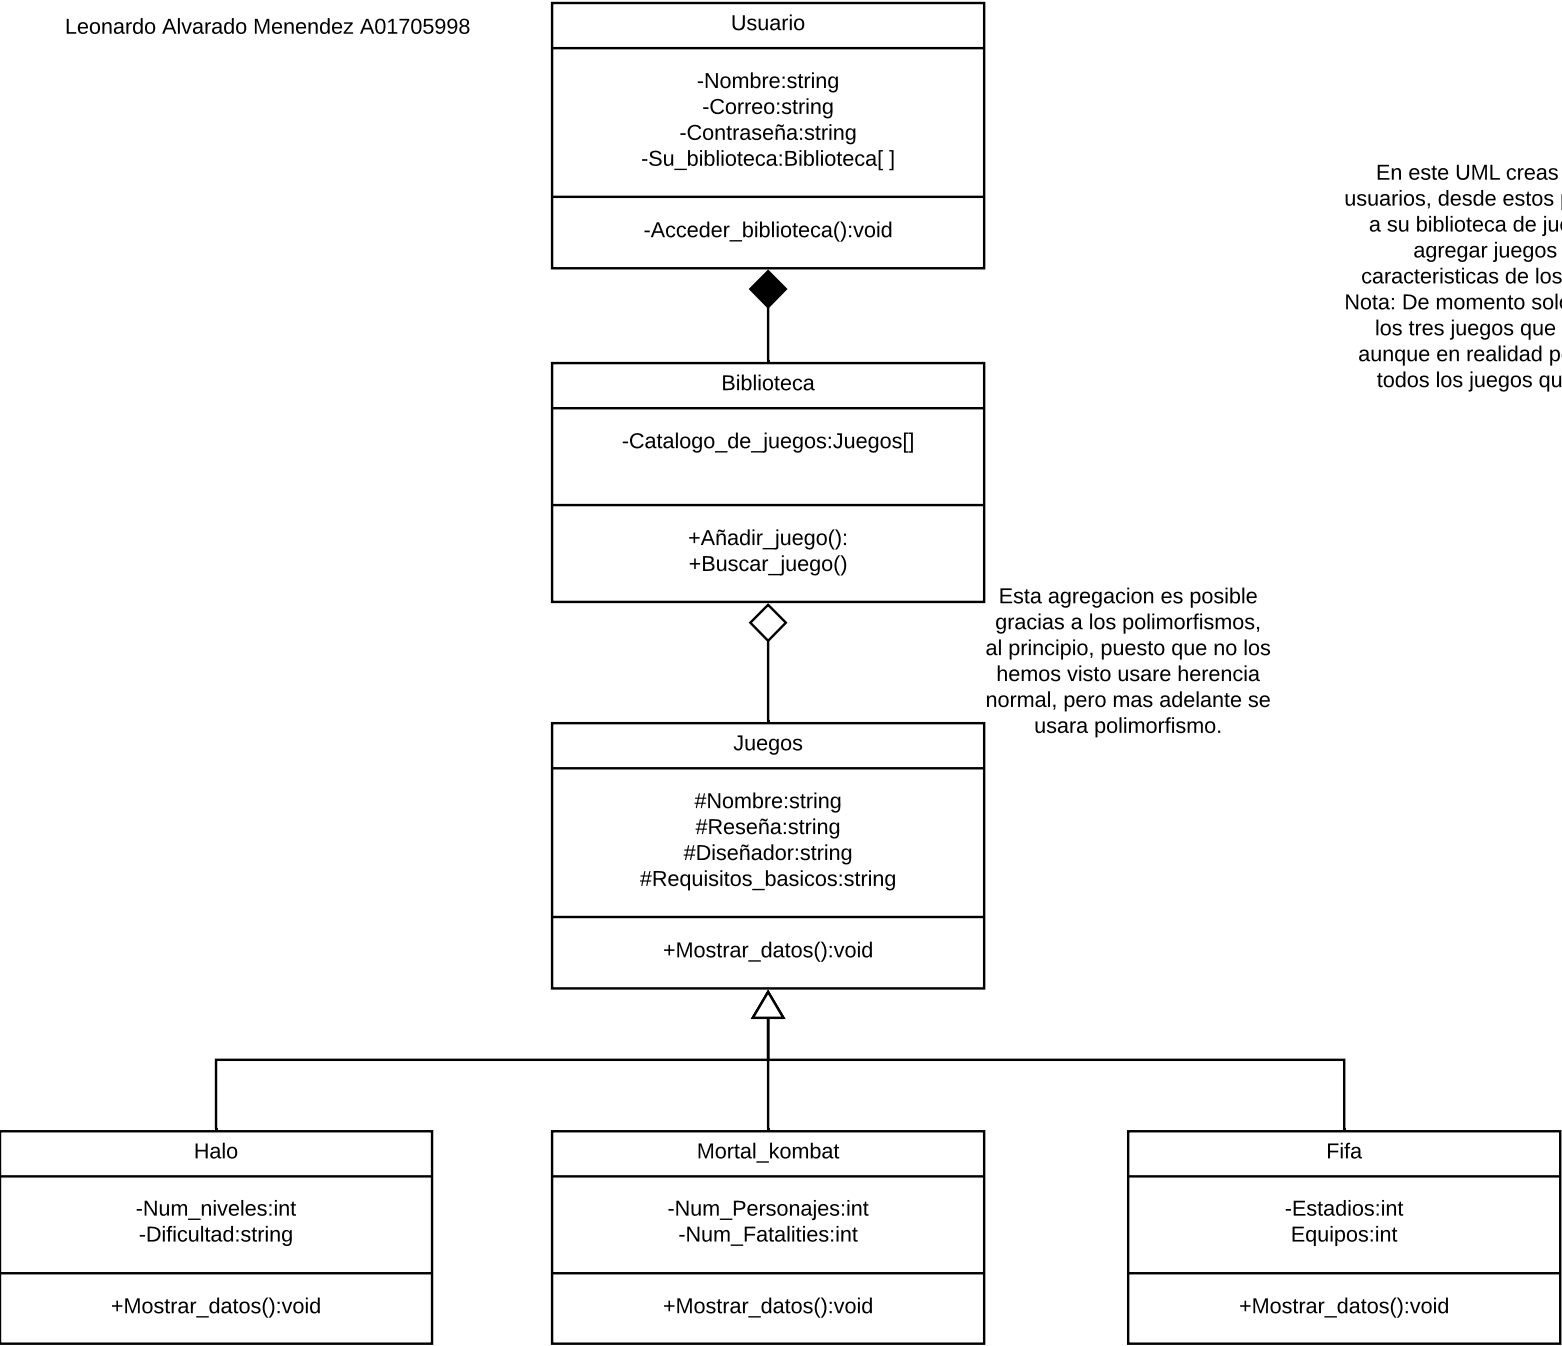 Leonardo Alvarado Menendez A01705998
Usuario
-Nombre:string
-Correo:string
-Contraseña:string
-Su_biblioteca:Biblioteca[ ]
-Acceder_biblioteca():void
En este UML creas
usuarios, desde estos
a su biblioteca de
agregar juegos
caracteristicas de los
Nota: De momento
los tres juegos que
aunque en realidad
todos los juegos
Biblioteca
-Catalogo_de_juegos:Juegos[]
+Añadir_juego():
+Buscar_juego()
Esta agregacion es posible
gracias a los polimorfismos,
al principio, puesto que no los
hemos visto usare herencia
normal, pero mas adelante se
usara polimorfismo.
Juegos
#Nombre:string
#Reseña:string
#Diseñador:string
#Requisitos_basicos:string
+Mostrar_datos():void
Halo
-Num_niveles:int
-Dificultad:string
+Mostrar_datos():void
Mortal_kombat
-Num_Personajes:int
-Num_Fatalities:int
+Mostrar_datos():void
Fifa
-Estadios:int
Equipos:int
+Mostrar_datos():void